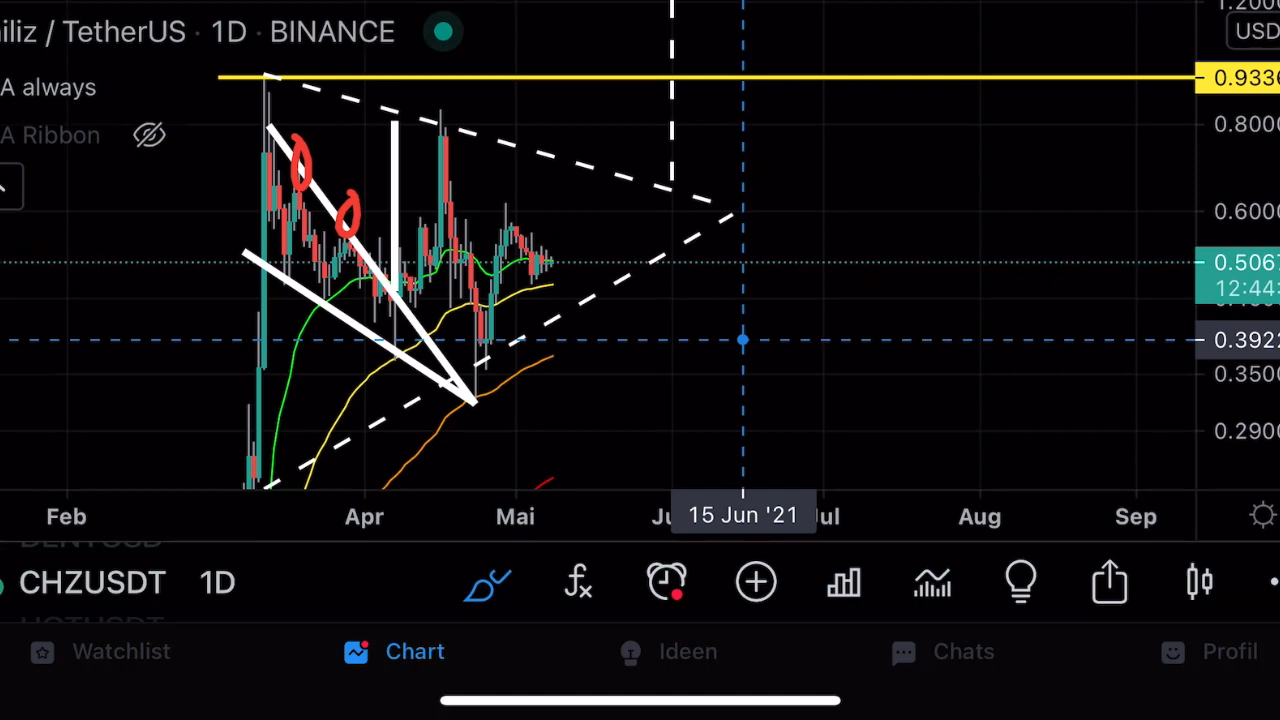 iliz / TetherUS · 1D · BINANCE
USD
A always
A Ribbon
0.9336
0.8000
0.6000
0.5067
12:44:
0.3922
0.3500
0.2900
Feb
Apr
Mai
15 Jun '21
Aug
Sep
CHZUSDT 1D
Watchlist
Chart
Ideen
Chats
Profil